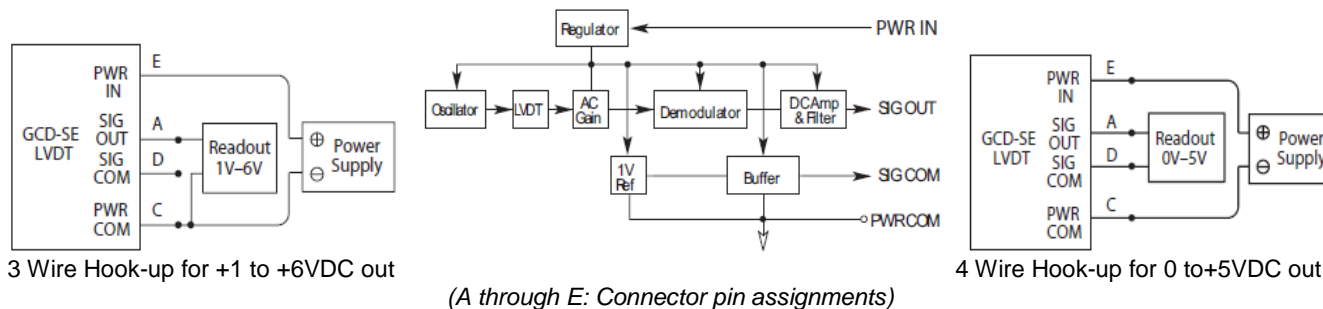 GCD-SE
LVDT
PWR
IN
SIG
OUT
SIG
COM
PWR
COM
E
A
D
C
Readout
1V–6V
⊕ Power
⊖ Supply
3 Wire Hook-up for +1 to +6VDC out
Regulator
PWR IN
Oscillator
LVDT
AC
Gain
Demodulator
DC Amp
& Filter
SIG OUT
1V
Ref
Buffer
SIG COM
PWR COM
(A through E: Connector pin assignments)
GCD-SE
LVDT
PWR
IN
SIG
OUT
SIG
COM
PWR
COM
E
A
D
C
Readout
0V–5V
⊕ Power
⊖ Supply
4 Wire Hook-up for 0 to+5VDC out